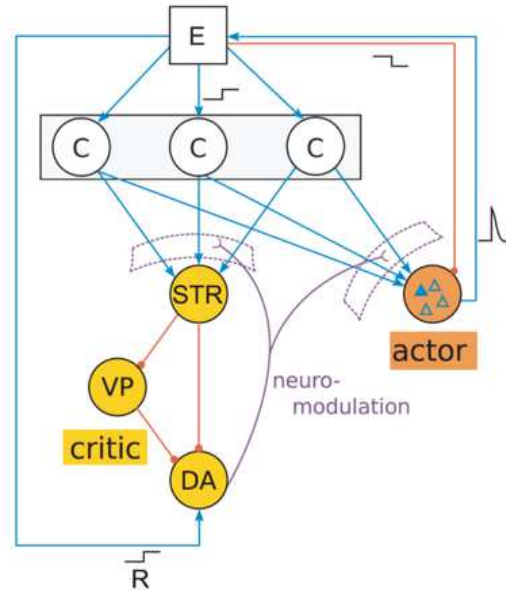 E
C
C
C
STR
actor
VP
neuro-
modulation
critic
DA
R